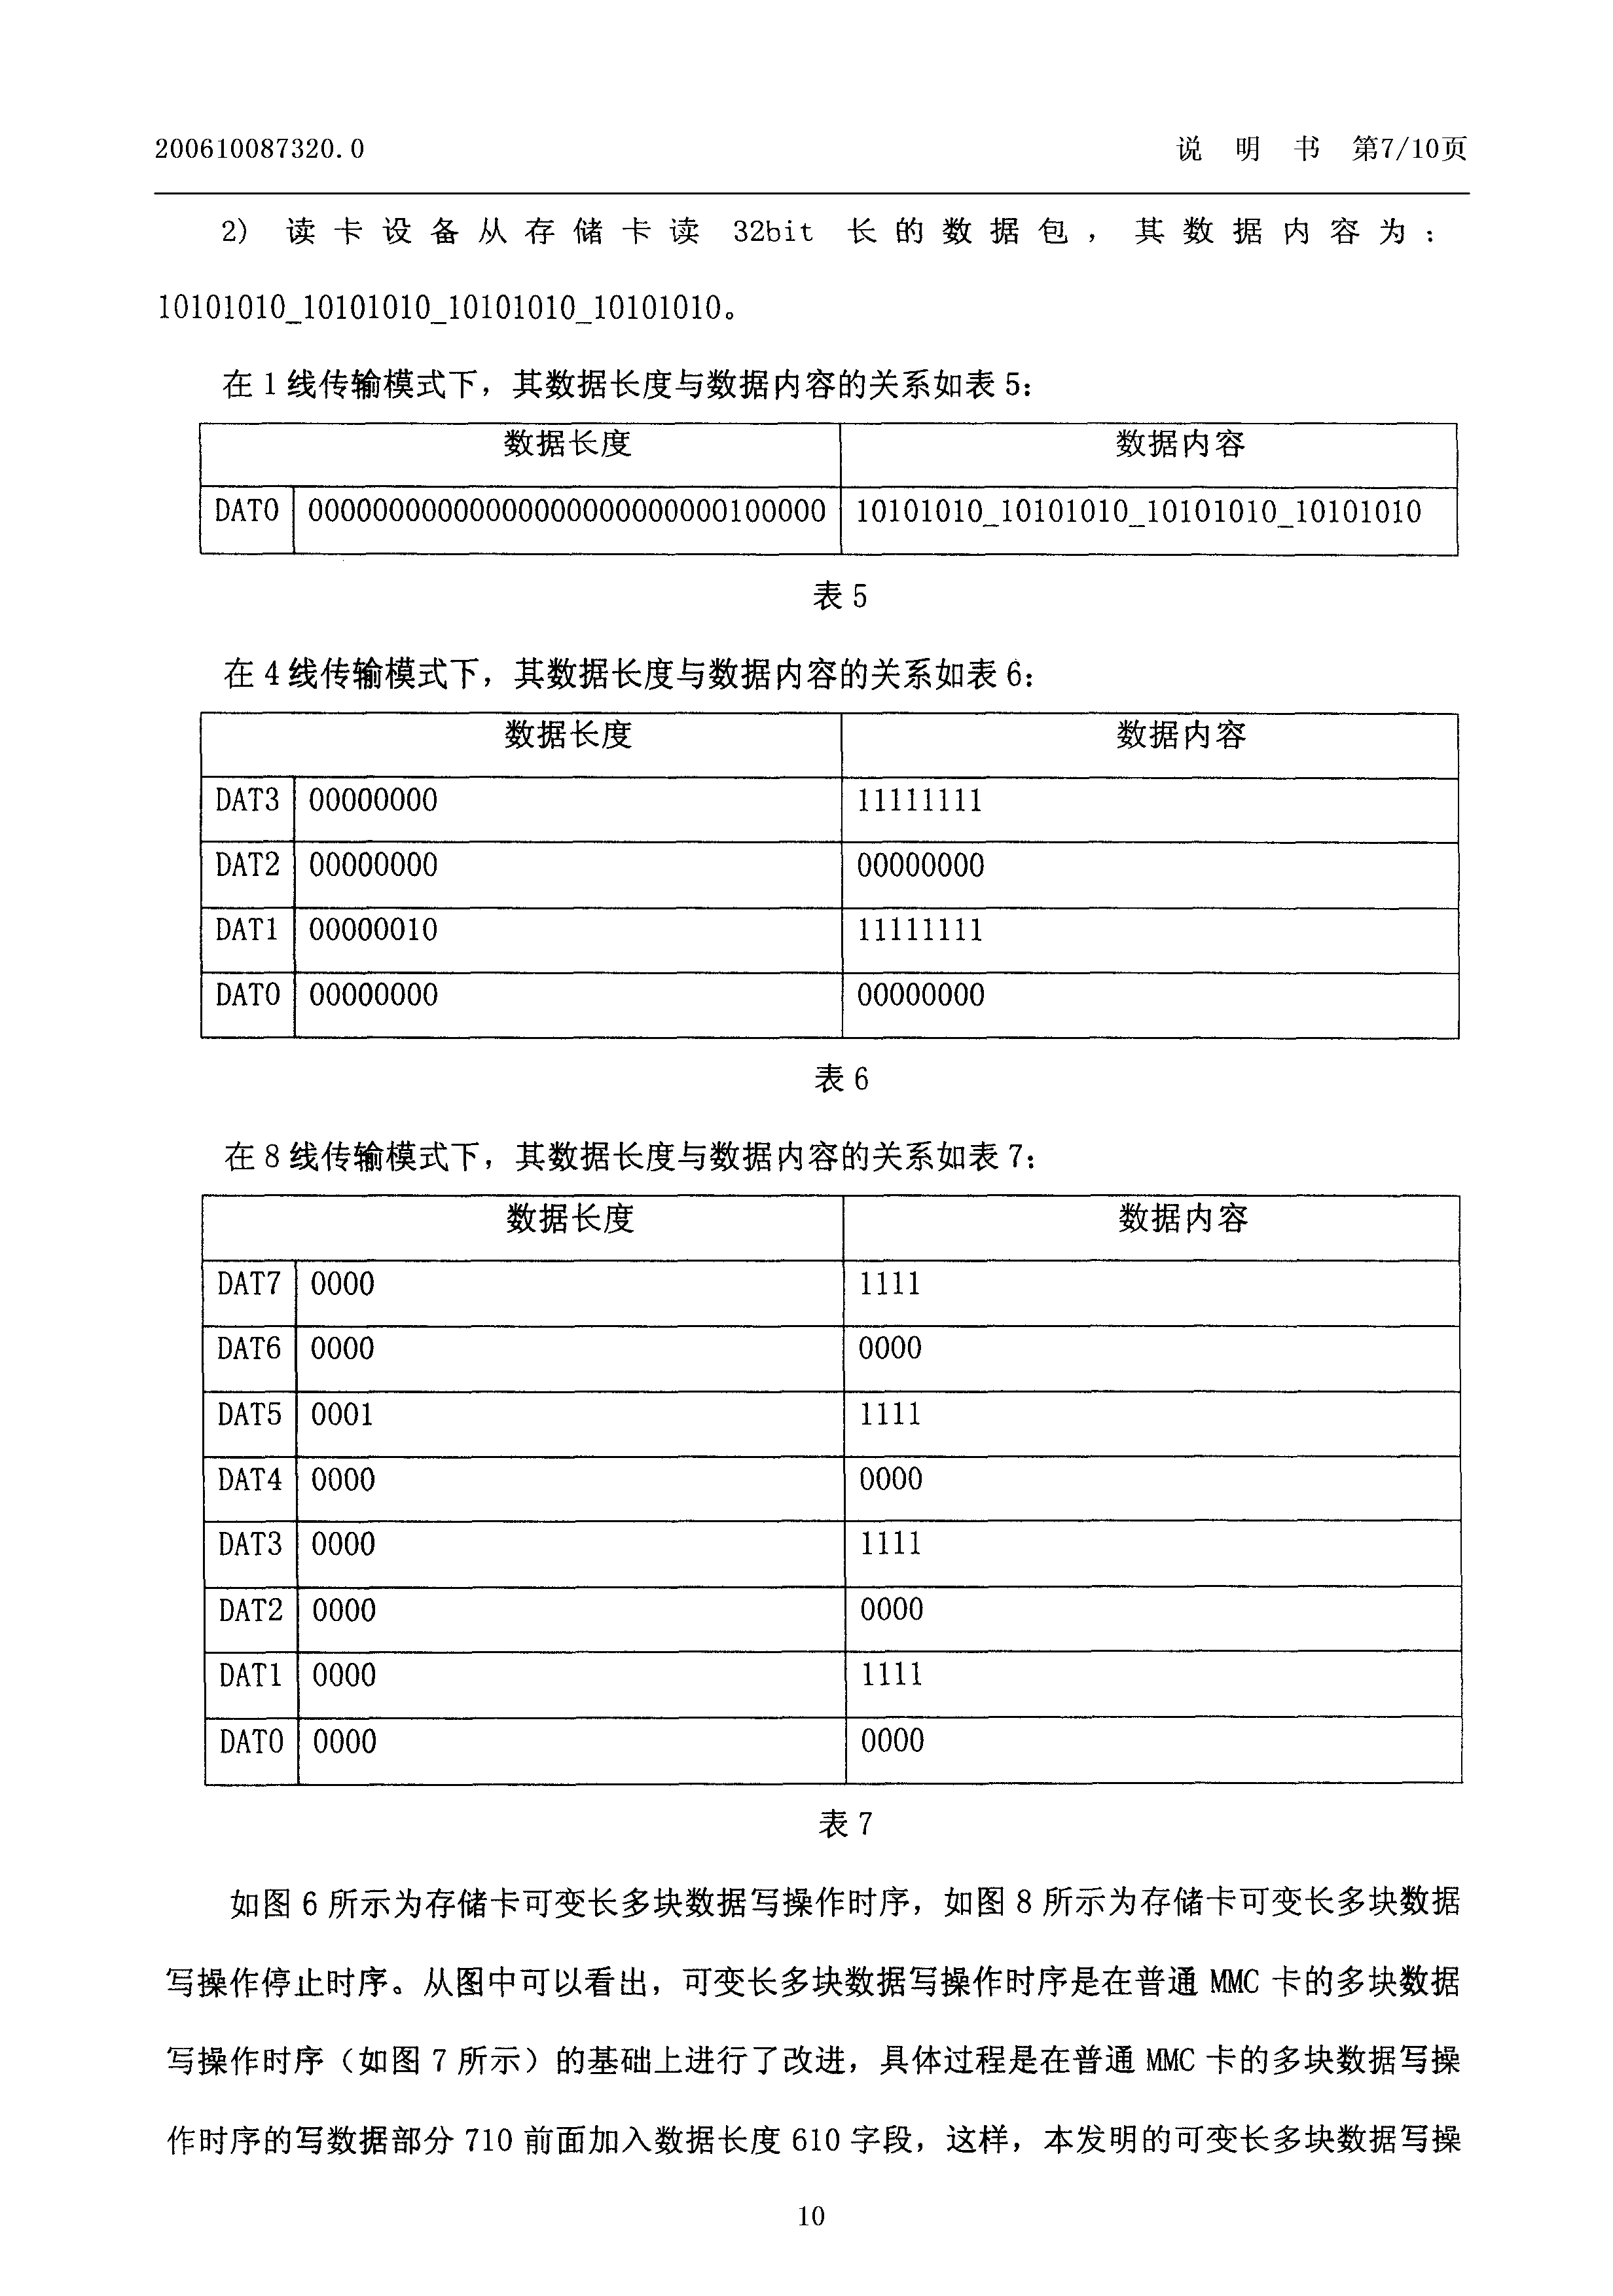 200610087320.0 说 明 书 第7/10页
2) 读卡设备从存储卡读 32bit 长的数据包，其数据内容为：
10101010_10101010_10101010_10101010。
在 1 线传输模式下，其数据长度与数据内容的关系如表 5：
数据长度 数据内容
DAT0 00000000000000000000000000100000 10101010_10101010_10101010_10101010
表 5
在 4 线传输模式下，其数据长度与数据内容的关系如表 6：
数据长度 数据内容
DAT3 00000000 11111111
DAT2 00000000 00000000
DAT1 00000010 11111111
DAT0 00000000 00000000
表 6
在 8 线传输模式下，其数据长度与数据内容的关系如表 7：
数据长度 数据内容
DAT7 0000 1111
DAT6 0000 0000
DAT5 0001 1111
DAT4 0000 0000
DAT3 0000 1111
DAT2 0000 0000
DAT1 0000 1111
DAT0 0000 0000
表 7
如图 6 所示为存储卡可变长多块数据写操作时序，如图 8 所示为存储卡可变长多块数据
写操作停止时序。从图中可以看出，可变长多块数据写操作时序是在普通 MMC 卡的多块数据
写操作时序（如图 7 所示）的基础上进行了改进，具体过程是在普通 MMC 卡的多块数据写操
作时序的写数据部分 710 前面加入数据长度 610 字段，这样，本发明的可变长多块数据写操
10